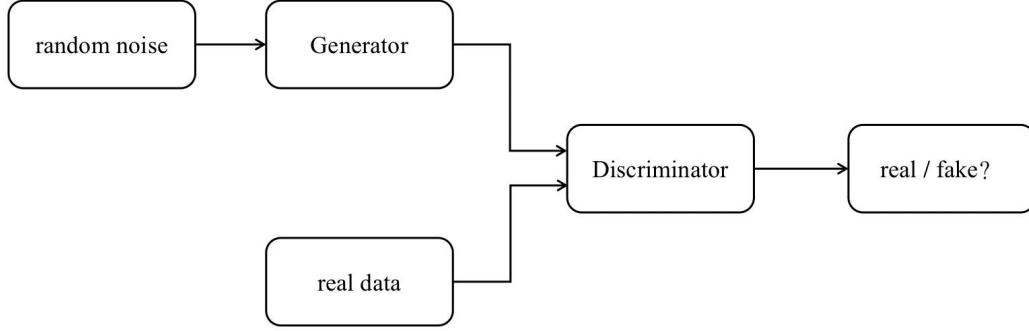 random noise
Generator
Discriminator
real / fake?
real data